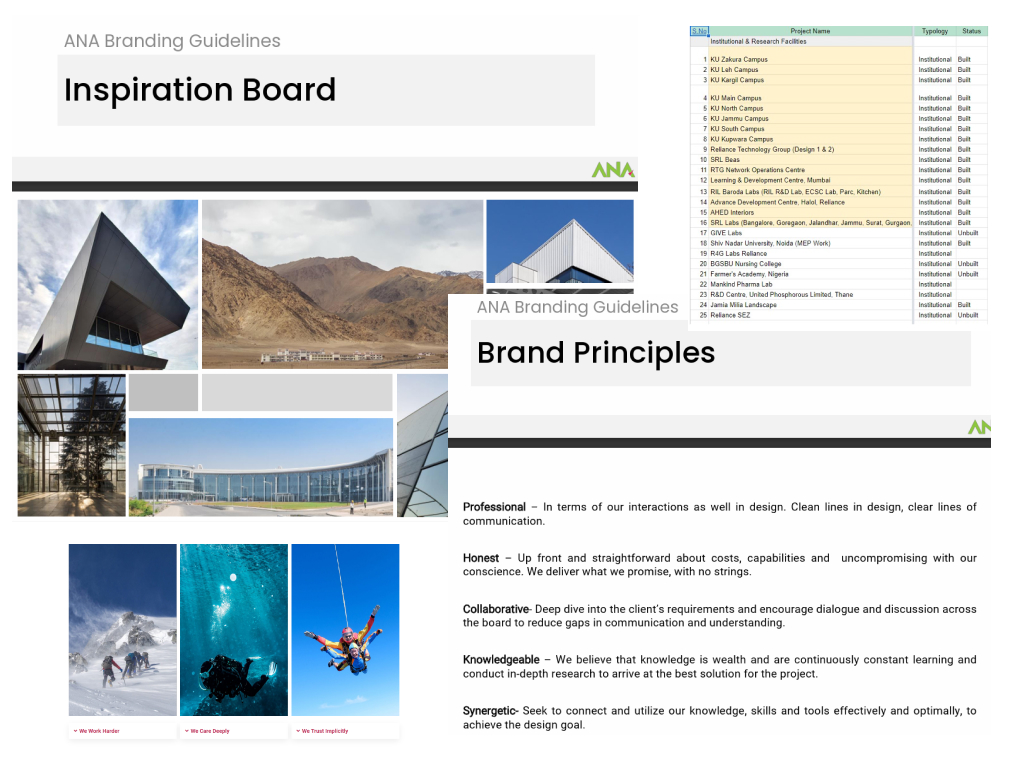 ANA Branding Guidelines
Inspiration Board
ANA
S.No Project Name Typology Status
Institutional & Research Facilities
1 KU Zakura Campus Institutional Built
2 KU Leh Campus Institutional Built
3 KU Kargil Campus Institutional Built
4 KU Main Campus Institutional Built
5 KU North Campus Institutional Built
6 KU Jammu Campus Institutional Built
7 KU South Campus Institutional Built
8 KU Kupwara Campus Institutional Built
9 Reliance Technology Group (Design 1 & 2) Institutional Built
10 SRL Beas Institutional Built
11 RTG Network Operations Centre Institutional Built
12 Learning & Development Centre, Mumbai Institutional Built
13 RIL Baroda Labs (RIL R&D Lab, ECSC Lab, Parc, Kitchen) Institutional Built
14 Advance Development Centre, Halol, Reliance Institutional Built
15 AHED Interiors Institutional Built
16 SRL Labs (Bangalore, Goregaon, Jalandhar, Jammu, Surat, Gurgaon, Institutional Built
17 GIVE Labs Institutional Unbuilt
18 Shiv Nadar University, Noida (MEP Work) Institutional Built
19 R4G Labs Reliance Institutional
20 BGSBU Nursing College Institutional Unbuilt
21 Farmer's Academy, Nigeria Institutional Unbuilt
22 Mankind Pharma Lab Institutional
23 R&D Centre, United Phosphorous Limited, Thane Institutional
24 Jamia Milia Landscape Institutional Built
25 Reliance SEZ Institutional Unbuilt
ANA Branding Guidelines
Brand Principles
AN
Professional – In terms of our interactions as well in design. Clean lines in design, clear lines of
communication.
Honest – Up front and straightforward about costs, capabilities and uncompromising with our
conscience. We deliver what we promise, with no strings.
Collaborative- Deep dive into the client's requirements and encourage dialogue and discussion across
the board to reduce gaps in communication and understanding.
Knowledgeable – We believe that knowledge is wealth and are continuously constant learning and
conduct in-depth research to arrive at the best solution for the project.
Synergetic- Seek to connect and utilize our knowledge, skills and tools effectively and optimally, to
achieve the design goal.
We Work Harder
We Care Deeply
We Trust Implicitly